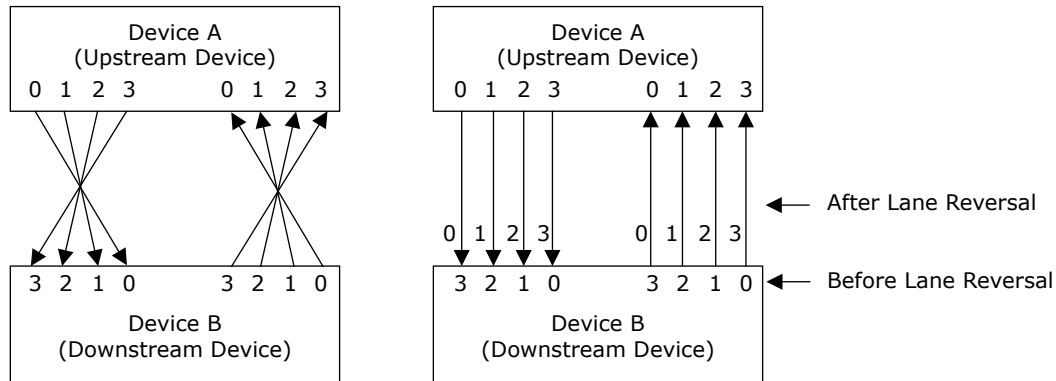 Device A
(Upstream Device)
0 1 2 3 0 1 2 3
3 2 1 0 3 2 1 0
Device B
(Downstream Device)
Device A
(Upstream Device)
0 1 2 3 0 1 2 3
After Lane Reversal
0 1 2 3 0 1 2 3
Before Lane Reversal
3 2 1 0 3 2 1 0
Device B
(Downstream Device)